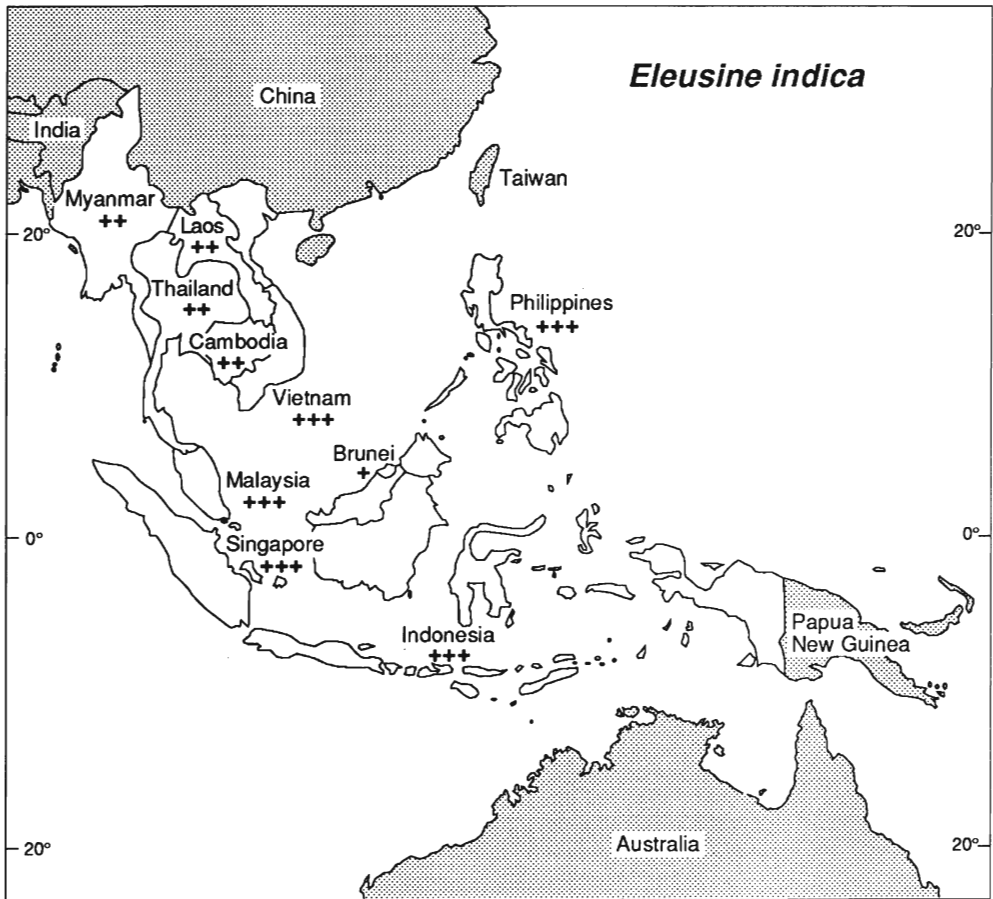 Eleusine indica
China
India
Taiwan
Myanmar
++
Laos
++
20°
20°
Thailand
++
Philippines
+++
Cambodia
++
Vietnam
+++
Brunei
+
Malaysia
+++
0°
0°
Singapore
+++
Indonesia
+++
Papua
New Guinea
Australia
20°
20°